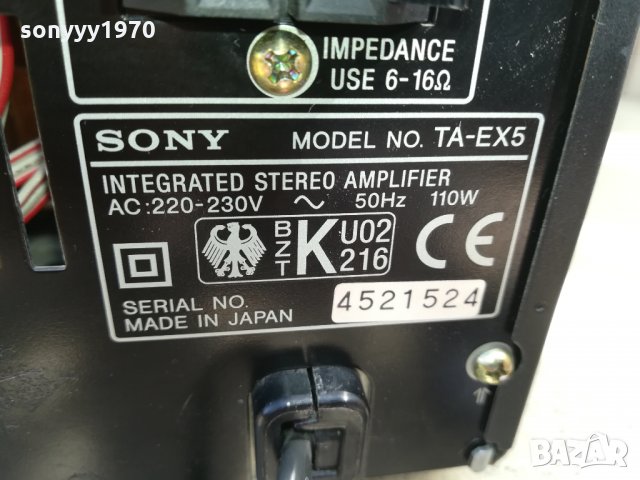 sonyyy1970
IMPEDANCE
USE 6-16Ω
SONY MODEL NO. TA-EX5
INTEGRATED STEREO AMPLIFIER
AC:220-230V ~ 50Hz 110W
BZT K U02 216
CE
SERIAL NO. 4521524
MADE IN JAPAN
BAZAR